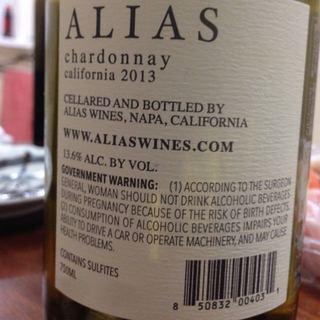 ALIAS
chardonnay
california 2013
CELLARED AND BOTTLED BY
ALIAS WINES, NAPA, CALIFORNIA
WWW.ALIASWINES.COM
13.6% ALC. BY VOL.
GOVERNMENT WARNING: (1) ACCORDING TO THE SURGEON
GENERAL, WOMAN SHOULD NOT DRINK ALCOHOLIC BEVERAGES
DURING PREGNANCY BECAUSE OF THE RISK OF BIRTH DEFECTS.
(2) CONSUMPTION OF ALCOHOLIC BEVERAGES IMPAIRS YOUR
ABILITY TO DRIVE A CAR OR OPERATE MACHINERY, AND MAY CAUSE
HEALTH PROBLEMS.
CONTAINS SULFITES
750ML
8 50832 00403 1